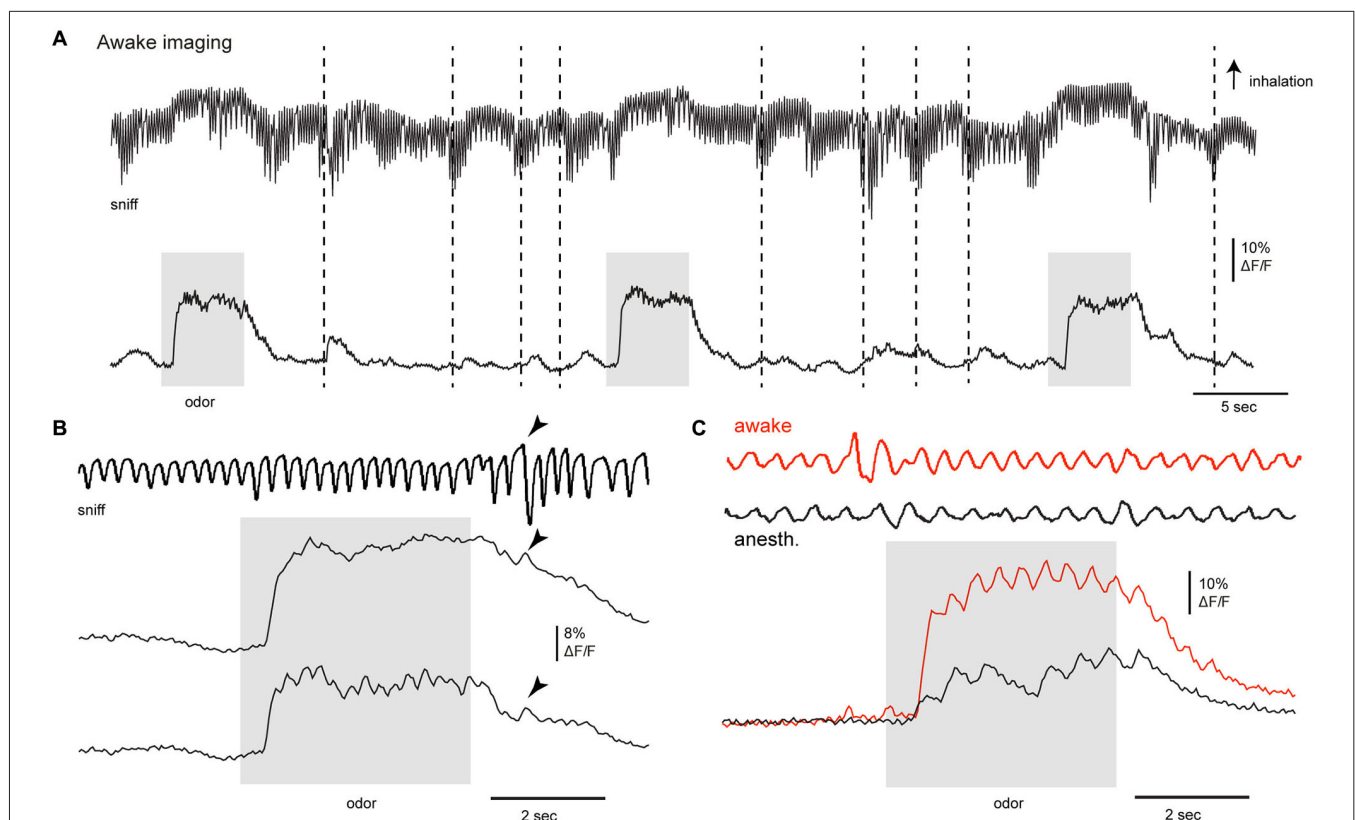 A Awake imaging
inhalation
sniff
10%
ΔF/F
odor
5 sec
B
sniff
8%
ΔF/F
odor
2 sec
C
awake
anesth.
10%
ΔF/F
odor
2 sec